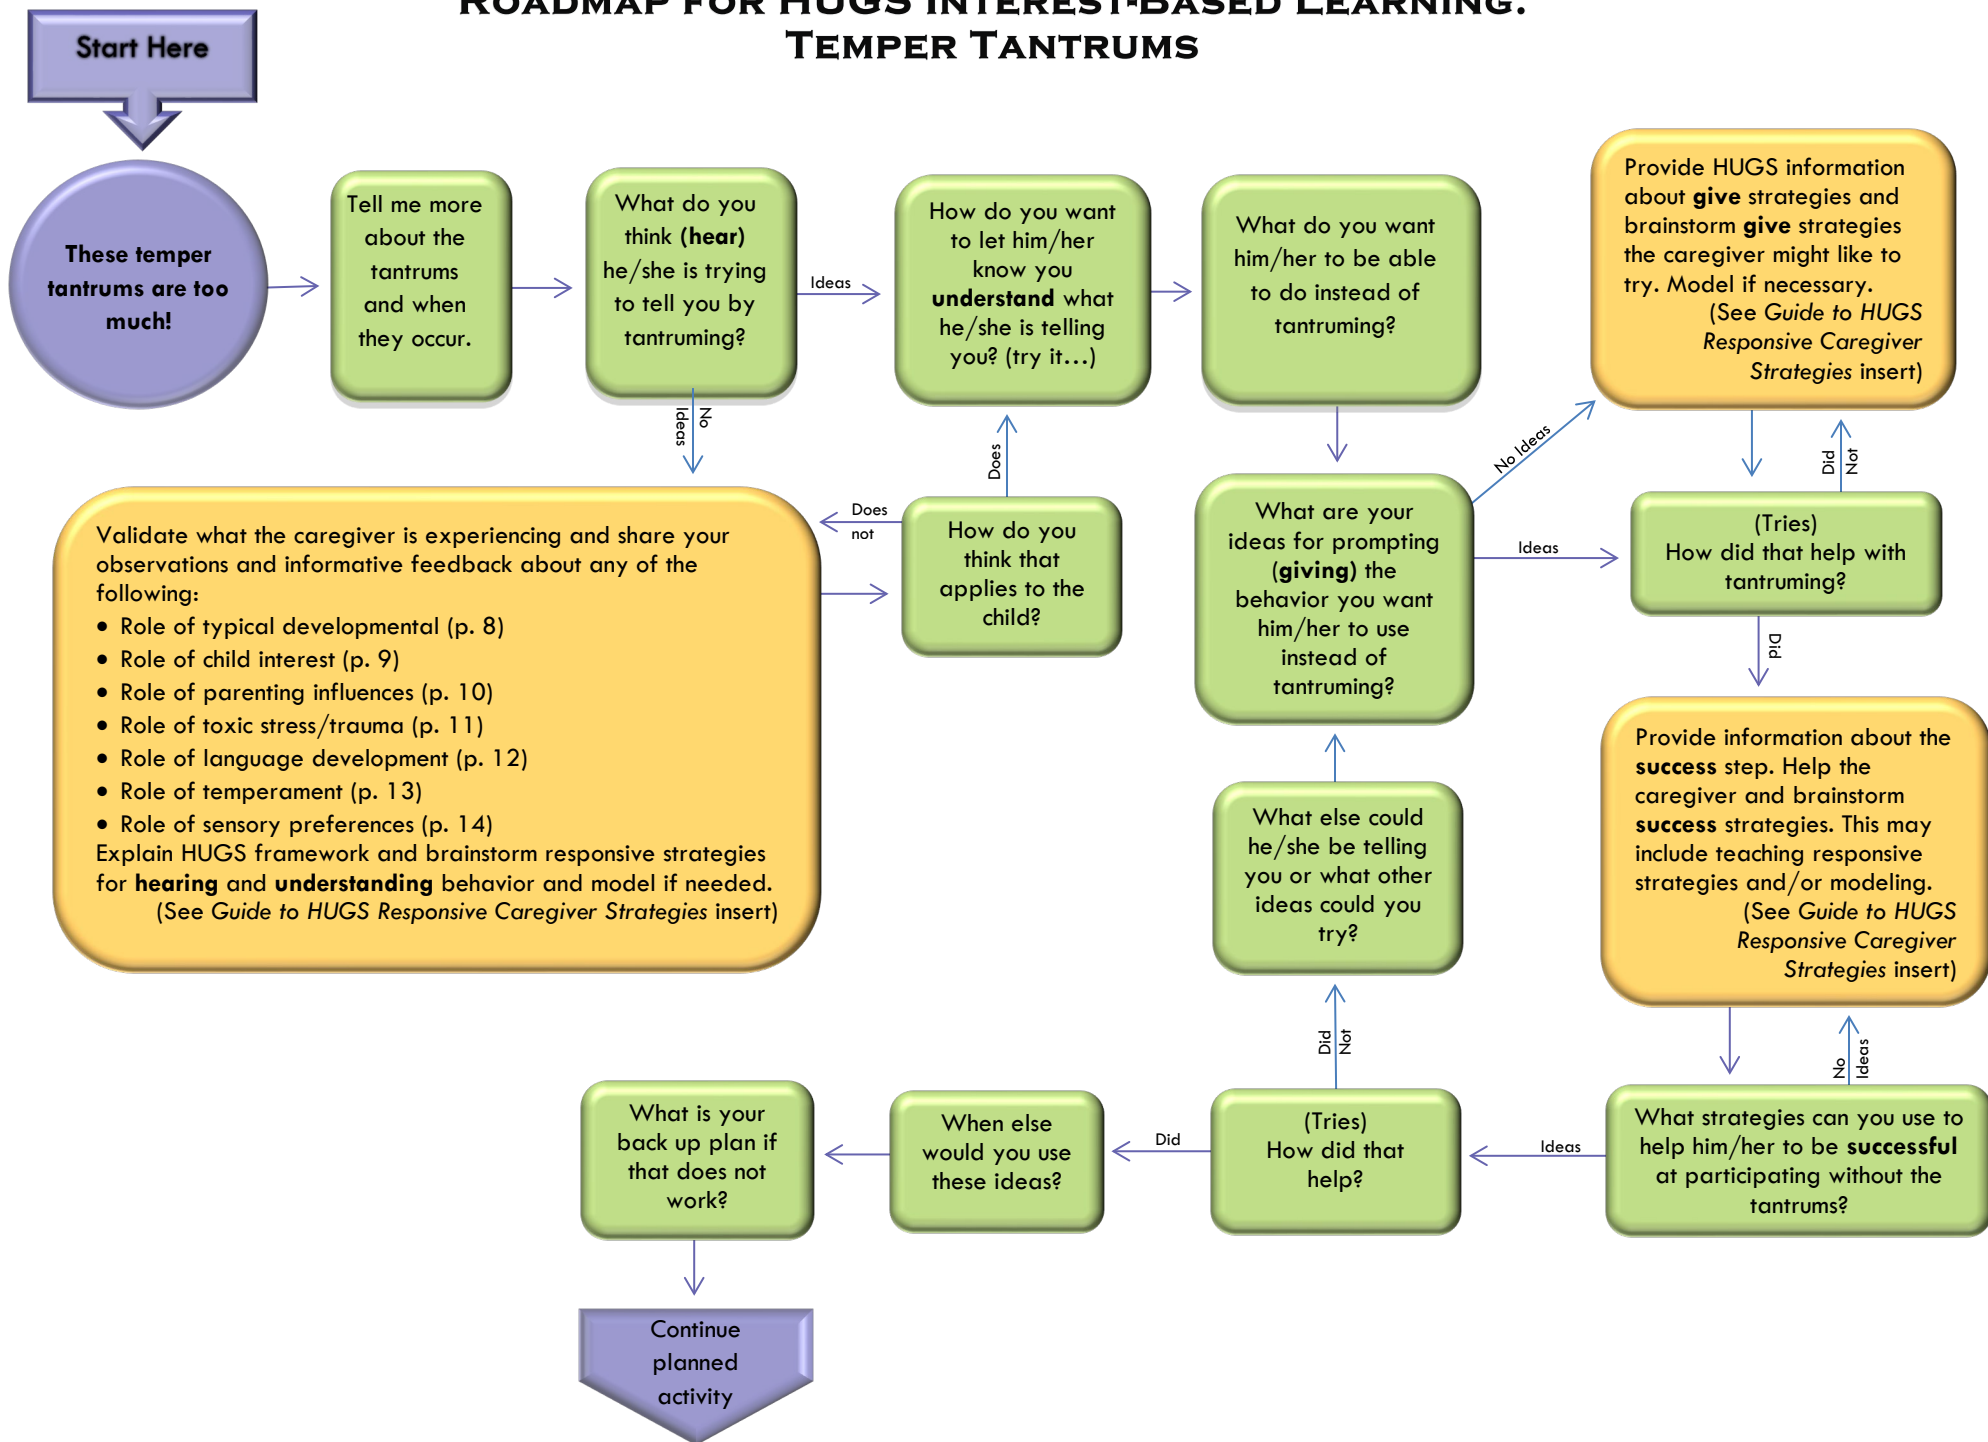 ROADMAP FOR HUGS INTEREST-BASED LEARNING:
TEMPER TANTRUMS
Start Here
These temper
tantrums are too
much!
Tell me more
about the
tantrums
and when
they occur.
What do you
think (hear)
he/she is trying
to tell you by
tantruming?
Ideas
No
Ideas
How do you want
to let him/her
know you
understand what
he/she is telling
you? (try it...)
What do you want
him/her to be able
to do instead of
tantruming?
Provide HUGS information
about give strategies and
brainstorm give strategies
the caregiver might like to
try. Model if necessary.
(See Guide to HUGS
Responsive Caregiver
Strategies insert)
Validate what the caregiver is experiencing and share your
observations and informative feedback about any of the
following:
• Role of typical developmental (p. 8)
• Role of child interest (p. 9)
• Role of parenting influences (p. 10)
• Role of toxic stress/trauma (p. 11)
• Role of language development (p. 12)
• Role of temperament (p. 13)
• Role of sensory preferences (p. 14)
Explain HUGS framework and brainstorm responsive strategies
for hearing and understanding behavior and model if needed.
(See Guide to HUGS Responsive Caregiver Strategies insert)
Does
not
Does
How do you
think that
applies to the
child?
What are your
ideas for prompting
(giving) the
behavior you want
him/her to use
instead of
tantruming?
No Ideas
Ideas
Did
Not
(Tries)
How did that help with
tantruming?
Did
Provide information about the
success step. Help the
caregiver and brainstorm
success strategies. This may
include teaching responsive
strategies and/or modeling.
(See Guide to HUGS
Responsive Caregiver
Strategies insert)
No
Ideas
What strategies can you use to
help him/her to be successful
at participating without the
tantrums?
Ideas
(Tries)
How did that
help?
Did
Not
What else could
he/she be telling
you or what other
ideas could you
try?
Did
When else
would you use
these ideas?
What is your
back up plan if
that does not
work?
Continue
planned
activity